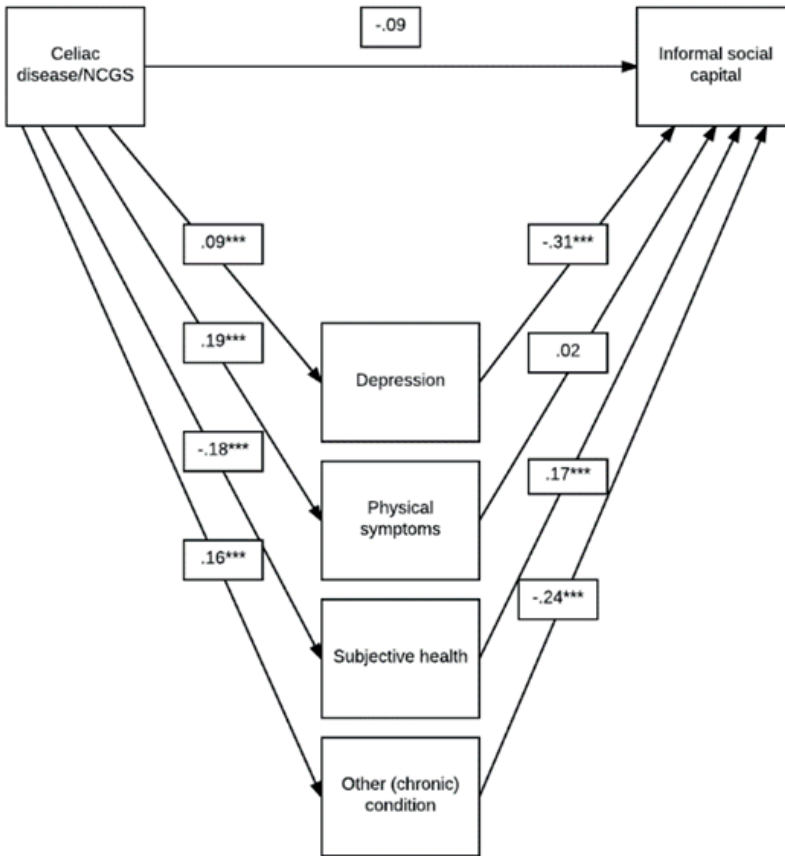 Celiac
disease/NCGS
-.09
Informal social
capital
.09***
-.31***
.19***
.02
Depression
-.18***
.17***
Physical
symptoms
.16***
-.24***
Subjective health
Other (chronic)
condition